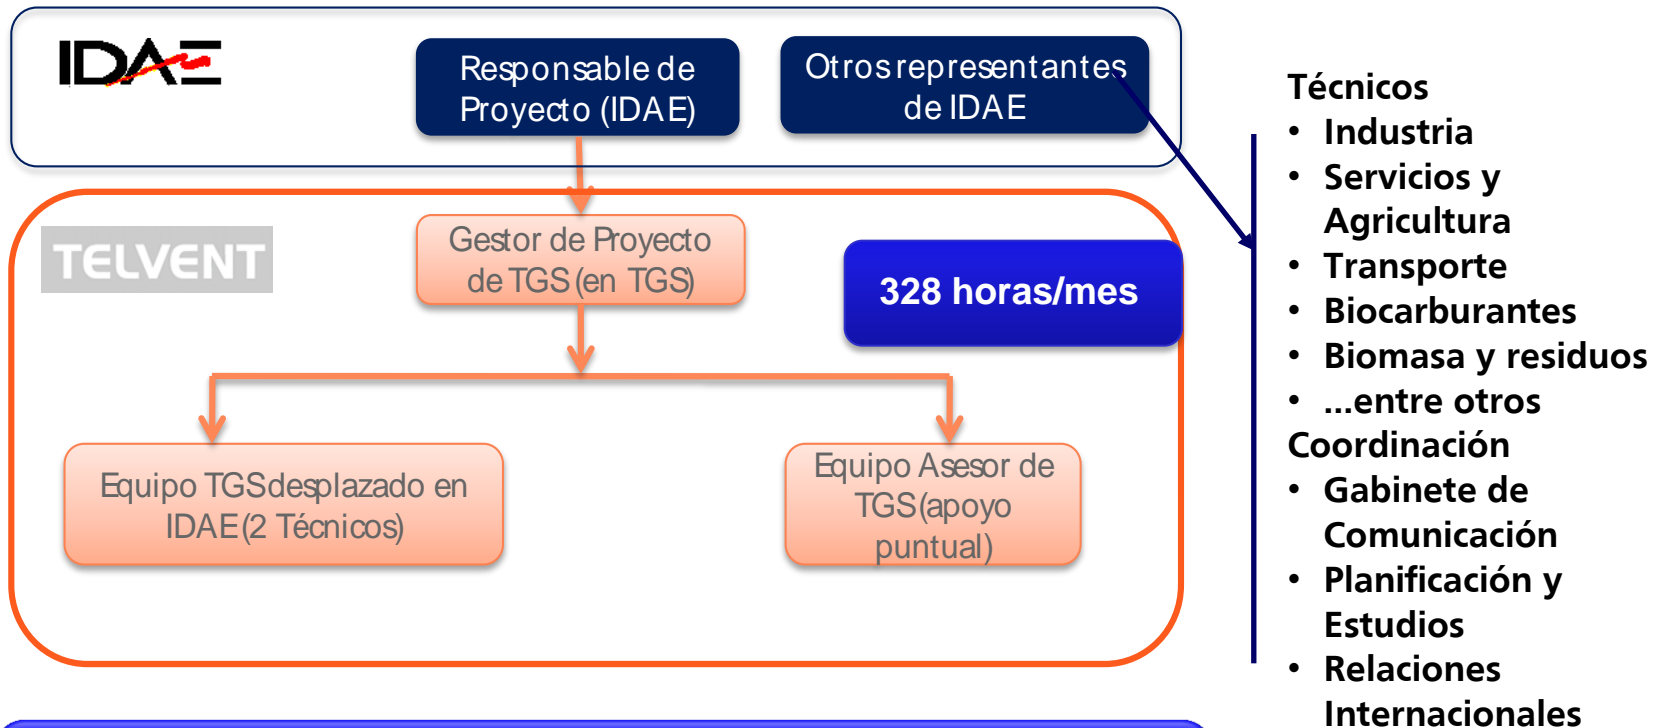 IDAE
Responsable de
Proyecto (IDAE)
Otros representantes
de IDAE
TELVENT
Gestor de Proyecto
de TGS (en TGS)
328 horas/mes
Equipo TGS desplazado en
IDAE (2 Técnicos)
Equipo Asesor de
TGS (apoyo
puntual)
Técnicos
• Industria
• Servicios y
Agricultura
• Transporte
• Biocarburantes
• Biomasa y residuos
• ...entre otros
Coordinación
• Gabinete de
Comunicación
• Planificación y
Estudios
• Relaciones
Internacionales